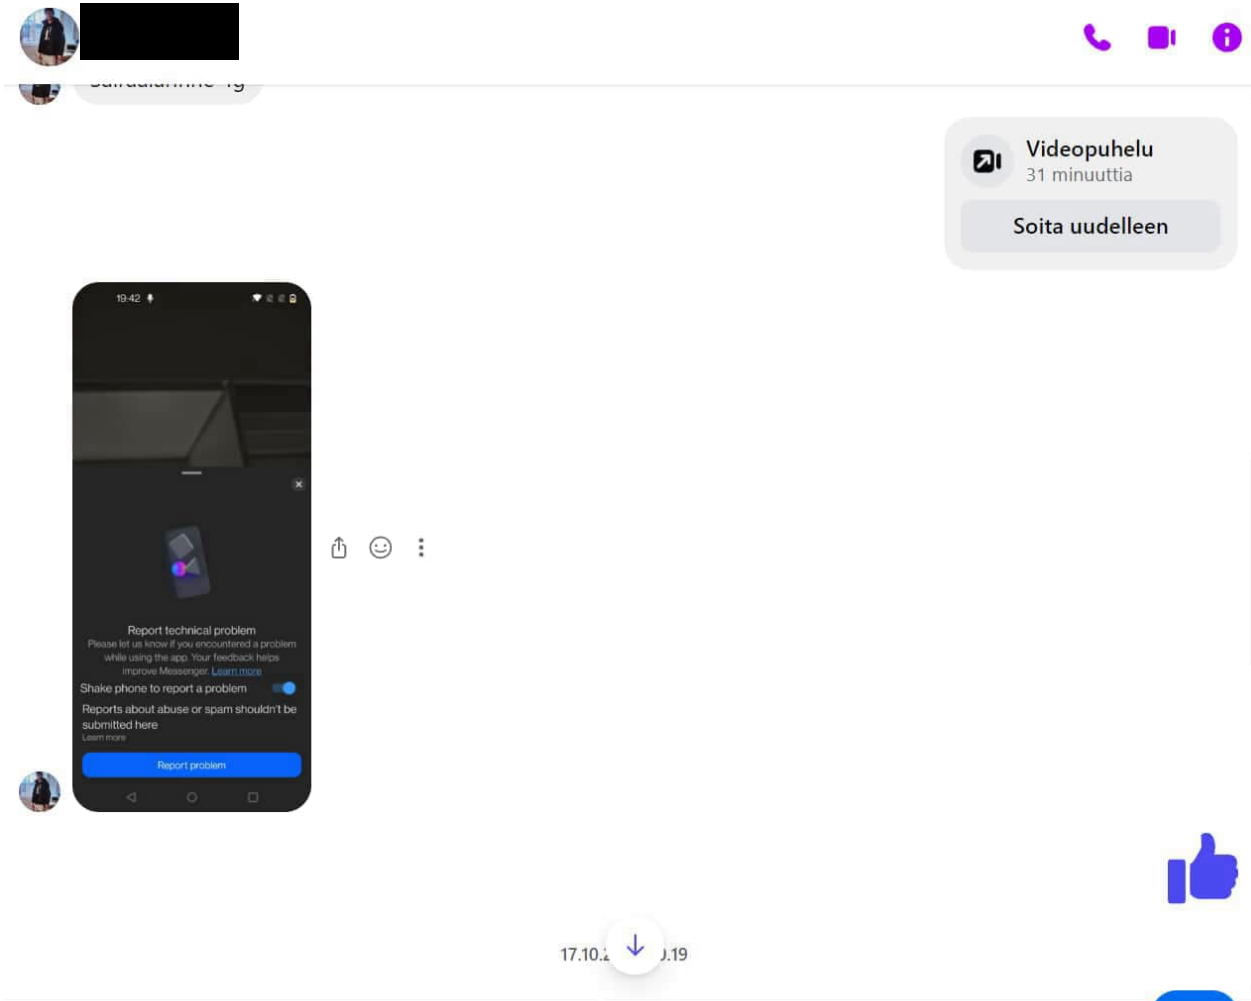 Videopuhelu
31 minuuttia
Soita uudelleen
19:42
Report technical problem
Please let us know if you encountered a problem
while using the app. Your feedback helps
improve Messenger. Learn more
Shake phone to report a problem
Reports about abuse or spam shouldn't be
submitted here
Learn more
Report problem
17.10.